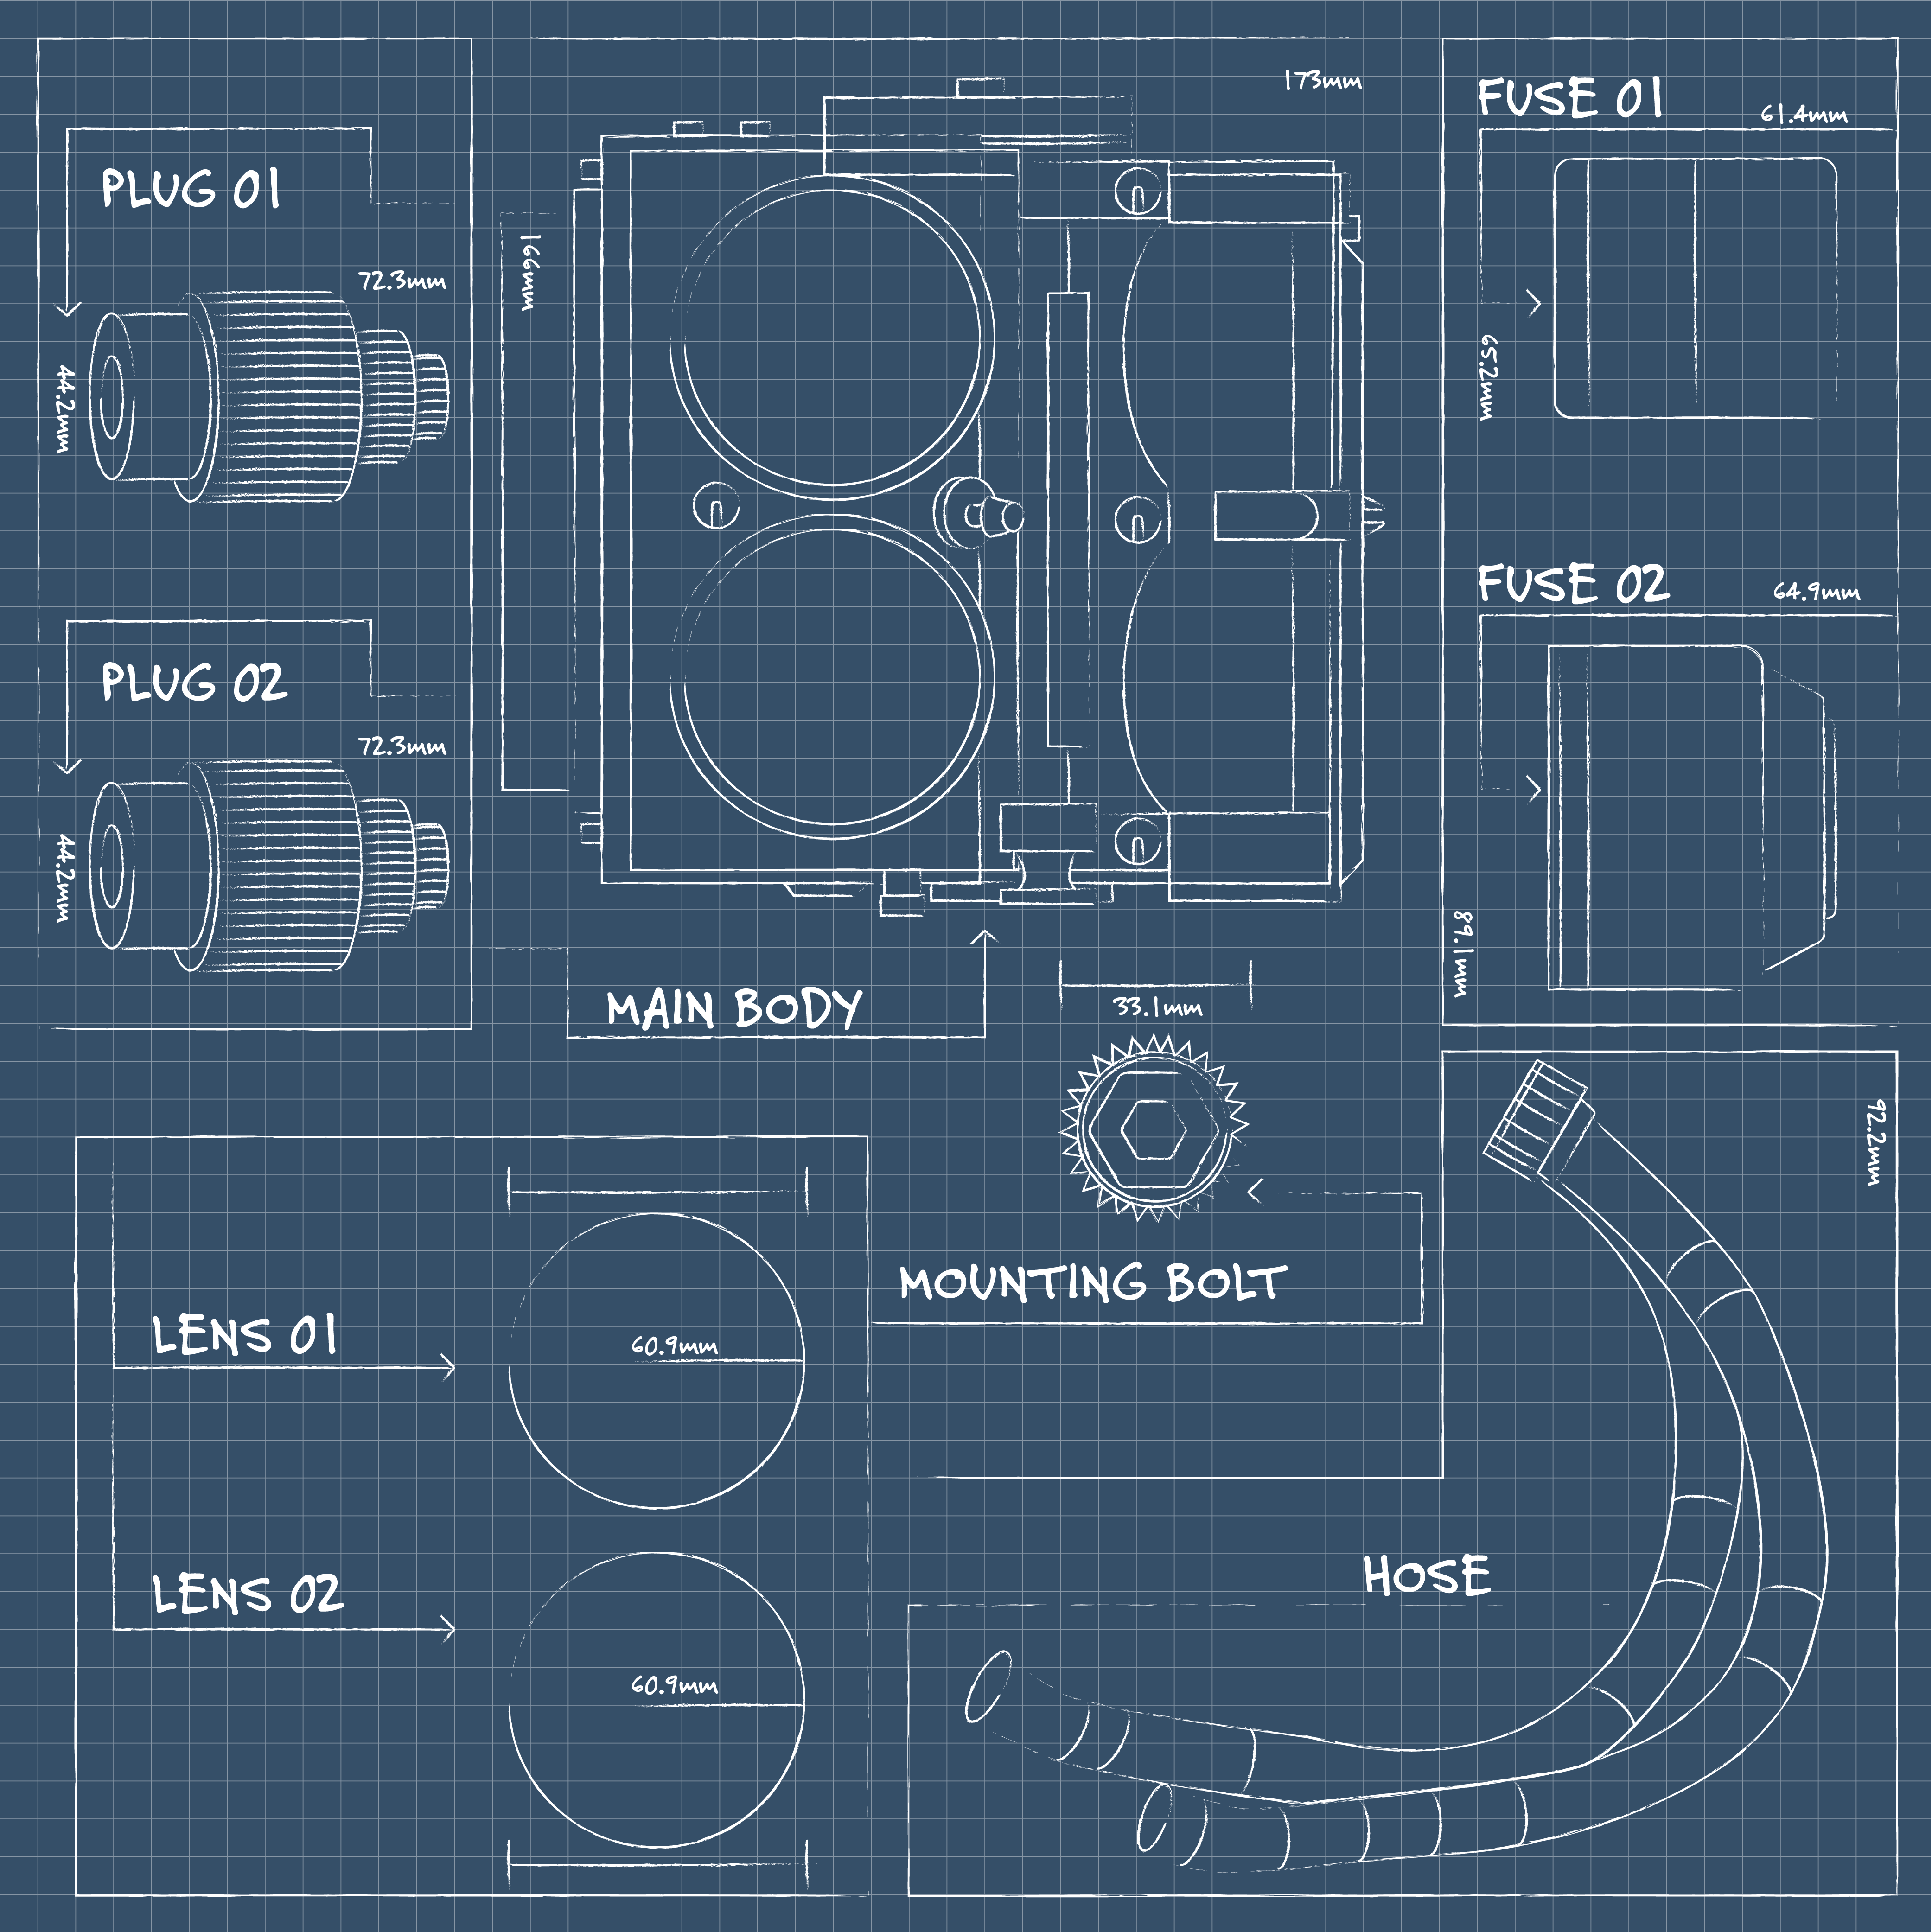 173mm
FUSE 01
61.4mm
PLUG 01
166mm
72.3mm
65.2mm
44.2mm
FUSE 02
64.9mm
PLUG 02
72.3mm
44.2mm
89.1mm
MAIN BODY
33.1mm
92.2mm
MOUNTING BOLT
LENS 01
60.9mm
HOSE
LENS 02
60.9mm